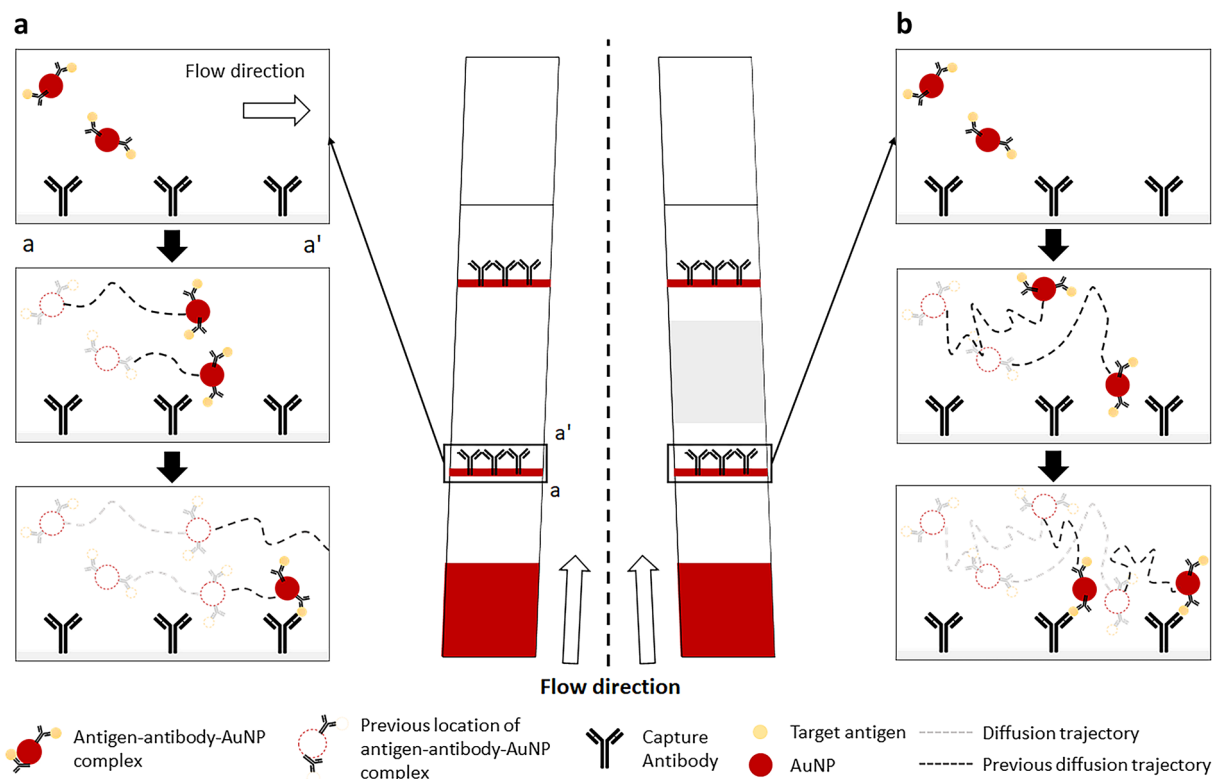 a
b
Flow direction
a
a'
a'
a
Flow direction
Antigen-antibody-AuNP
complex
Previous location of
antigen-antibody-AuNP
complex
Capture
Antibody
Target antigen
AuNP
Diffusion trajectory
Previous diffusion trajectory